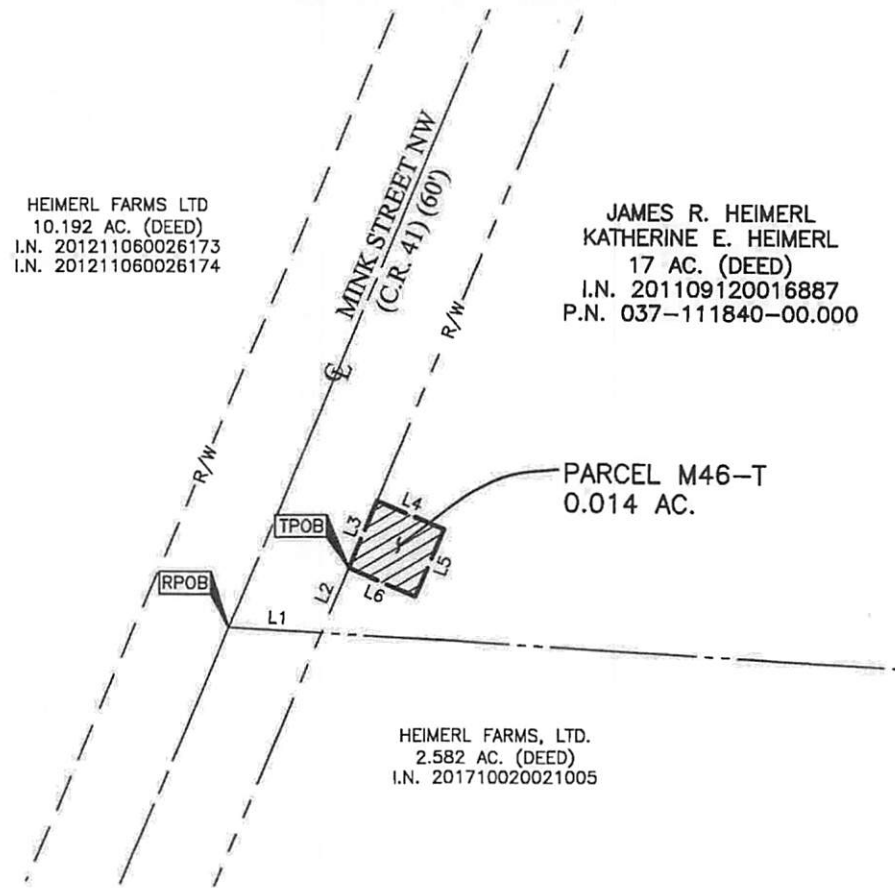 MINK STREET NW
(C.R. 41) (60')
HEIMERL FARMS LTD
10.192 AC. (DEED)
I.N. 201211060026173
I.N. 201211060026174
JAMES R. HEIMERL
KATHERINE E. HEIMERL
17 AC. (DEED)
I.N. 201109120016887
P.N. 037-111840-00.000
R/W
CL
R/W
PARCEL M46-T
0.014 AC.
TPOB
L3
L4
L5
L6
L2
RPOB
L1
HEIMERL FARMS, LTD.
2.582 AC. (DEED)
I.N. 201710020021005